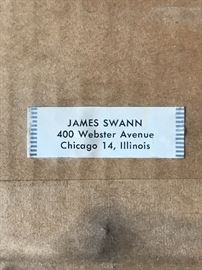 JAMES SWANN
400 Webster Avenue
Chicago 14, Illinois